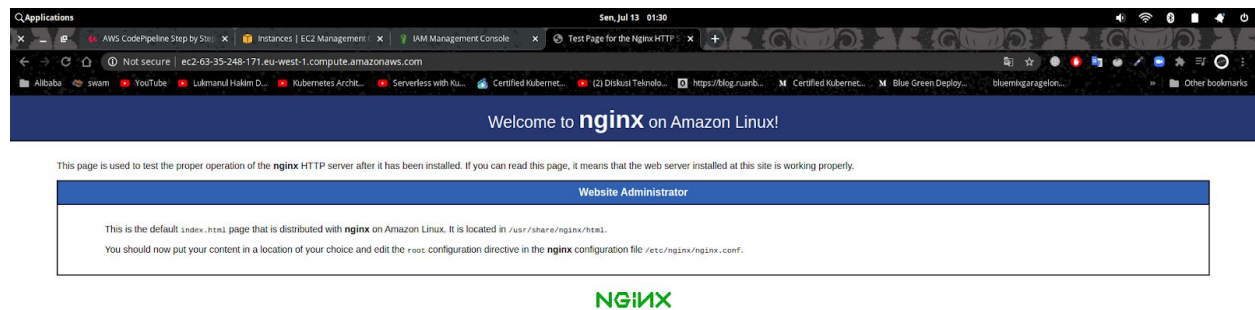 Applications
Sen, Jul 13 01:30
AWS CodePipeline Step by Ste
Instances | EC2 Management
IAM Management Console
Test Page for the Nginx HTTP S
Not secure | ec2-63-35-248-171.eu-west-1.compute.amazonaws.com
Alibaba swam YouTube Lukmanul Hakim D... Kubernetes Archit... Serverless with Ku... Certified Kubernet... (2) Diskusi Teknolo... https://blog.ruanb... Certified Kubernet... Blue Green Deploy... bluemixgaragelon... » Other bookmarks
Welcome to nginx on Amazon Linux!
This page is used to test the proper operation of the nginx HTTP server after it has been installed. If you can read this page, it means that the web server installed at this site is working properly.
Website Administrator
This is the default index.html page that is distributed with nginx on Amazon Linux. It is located in /usr/share/nginx/html.
You should now put your content in a location of your choice and edit the root configuration directive in the nginx configuration file /etc/nginx/nginx.conf.
NGINX